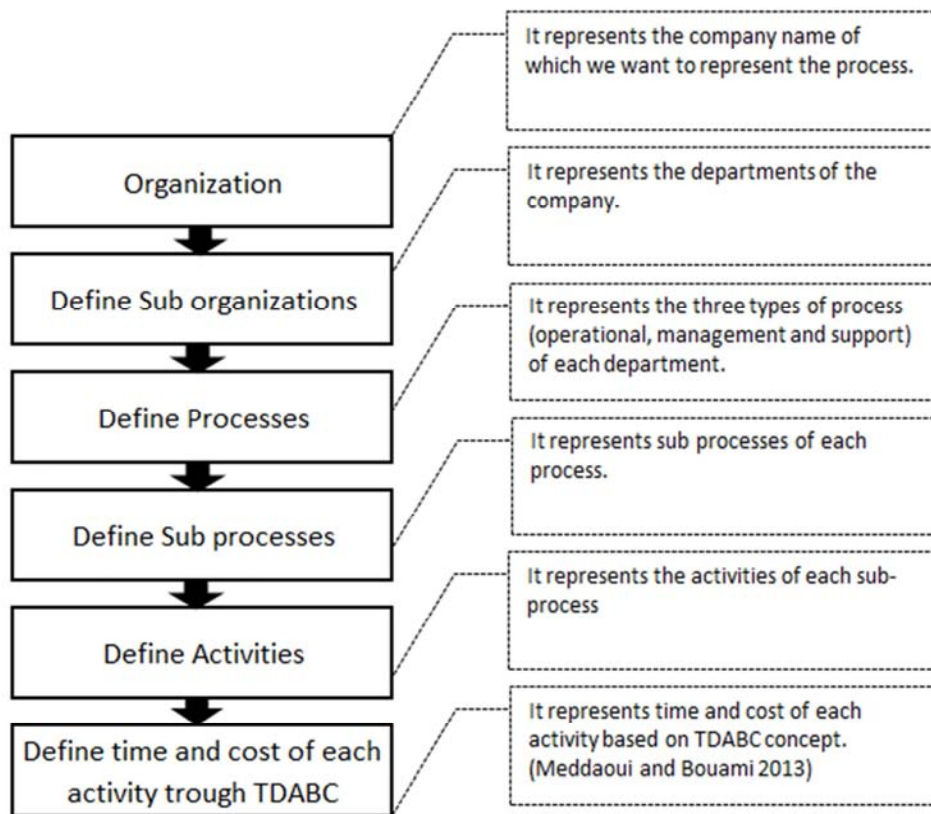 It represents the company name of
which we want to represent the process.
Organization
It represents the departments of the
company.
Define Sub organizations
It represents the three types of process
(operational, management and support)
of each department.
Define Processes
It represents sub processes of each
process.
Define Sub processes
It represents the activities of each sub-
process
Define Activities
It represents time and cost of each
activity based on TDABC concept.
(Meddaoui and Bouami 2013)
Define time and cost of each
activity trough TDABC